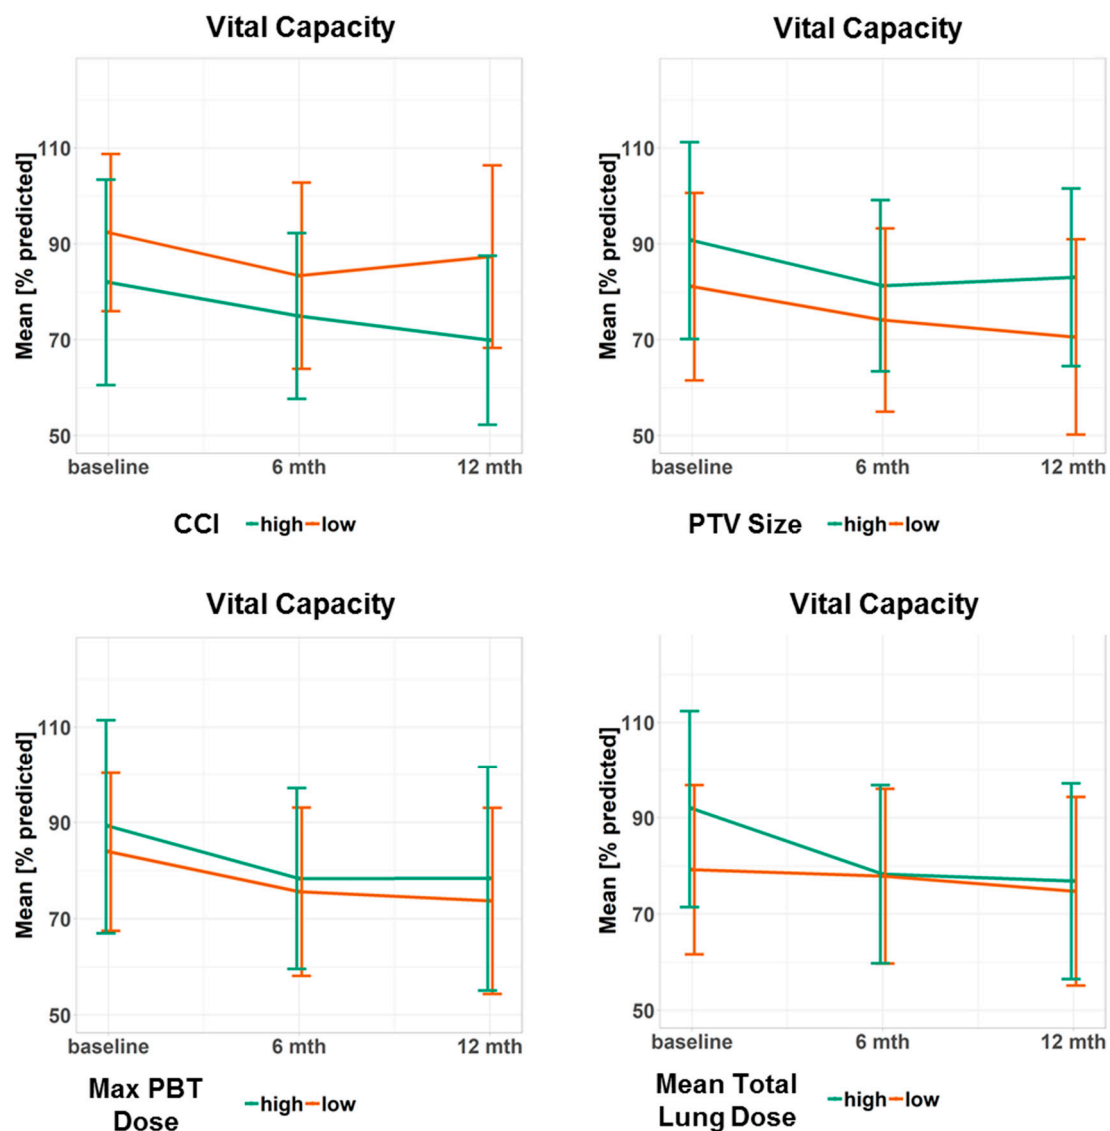 Vital Capacity
Mean [% predicted]
110
90
70
50
baseline 6 mth 12 mth
CCI high low
Vital Capacity
Mean [% predicted]
110
90
70
50
baseline 6 mth 12 mth
PTV Size high low
Vital Capacity
Mean [% predicted]
110
90
70
50
baseline 6 mth 12 mth
Max PBT
Dose high low
Vital Capacity
Mean [% predicted]
110
90
70
50
baseline 6 mth 12 mth
Mean Total
Lung Dose high low